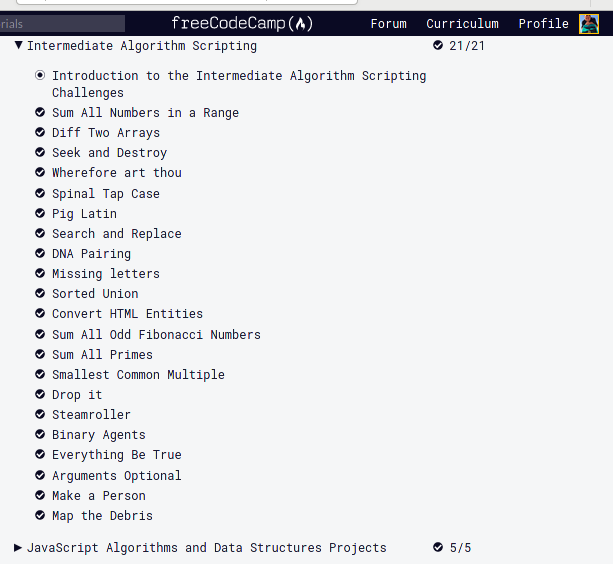 rials
freeCodeCamp
Forum Curriculum Profile
Intermediate Algorithm Scripting 21/21
Introduction to the Intermediate Algorithm Scripting
Challenges
Sum All Numbers in a Range
Diff Two Arrays
Seek and Destroy
Wherefore art thou
Spinal Tap Case
Pig Latin
Search and Replace
DNA Pairing
Missing letters
Sorted Union
Convert HTML Entities
Sum All Odd Fibonacci Numbers
Sum All Primes
Smallest Common Multiple
Drop it
Steamroller
Binary Agents
Everything Be True
Arguments Optional
Make a Person
Map the Debris
JavaScript Algorithms and Data Structures Projects 5/5